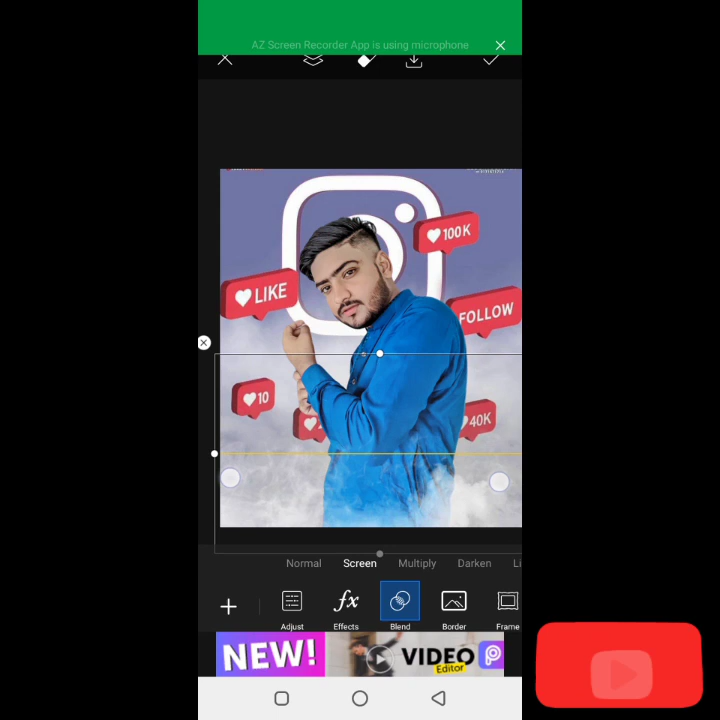 AZ Screen Recorder App is using microphone
100K
LIKE
FOLLOW
10
40K
Normal Screen Multiply Darken Li
Adjust Effects Blend Border Frame
fx
NEW! VIDEO
Editor